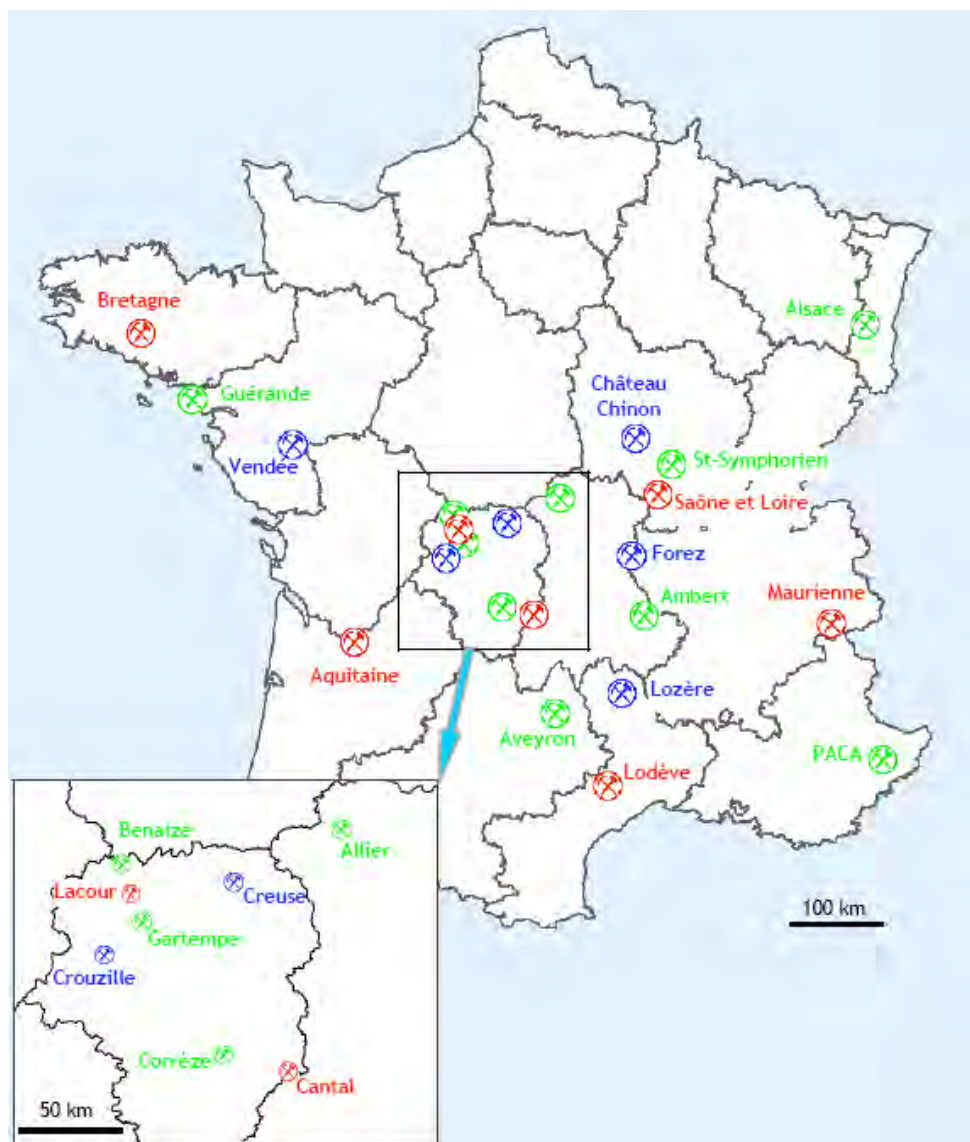 Bretagne
Alsace
Guérande
Château
Chinon
Vendée
St-Symphorien
Saône et Loire
Forez
Ambert
Maurienne
Aquitaine
Lozère
Aveyron
PACA
Lodève
Benaize
Allier
Lacour
Creuse
Gartempe
100 km
Crouzille
Corrèze
Cantal
50 km